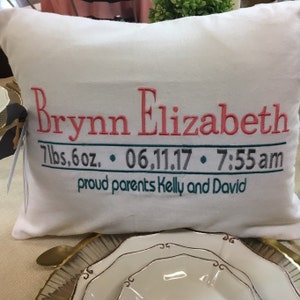 Brynn Elizabeth
7lbs,6oz. • 06.11.17 • 7:55am
proud parents Kelly and David